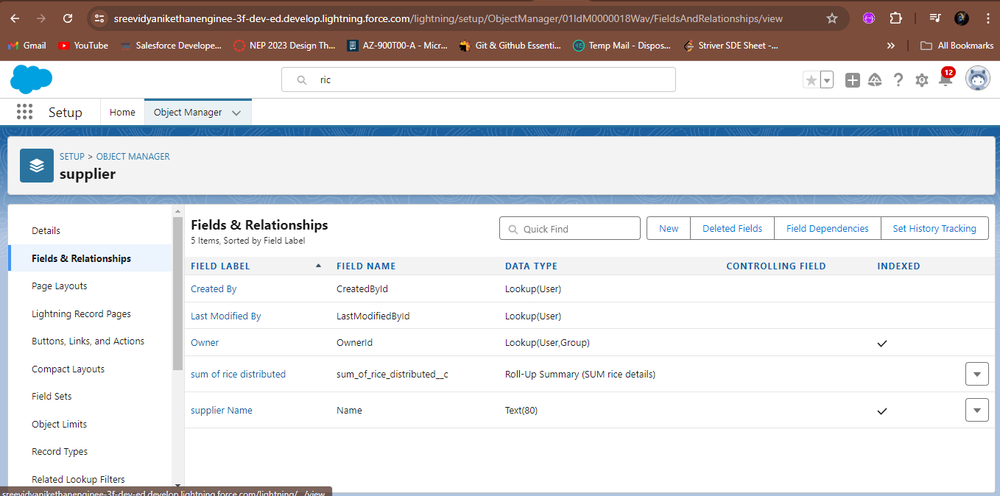 sreevidyanikethanenginee-3f-dev-ed.develop.lightning.force.com/lightning/setup/ObjectManager/01IdM0000018Wav/FieldsAndRelationships/view
Gmail YouTube Salesforce Develope... NEP 2023 Design Th... AZ-900T00-A - Micr... Git & Github Essenti... Temp Mail - Dispos... Striver SDE Sheet -... » All Bookmarks
ric
12
Setup Home Object Manager
SETUP > OBJECT MANAGER
supplier
Details
Fields & Relationships
Page Layouts
Lightning Record Pages
Buttons, Links, and Actions
Compact Layouts
Field Sets
Object Limits
Record Types
Related Lookup Filters
Fields & Relationships
5 Items, Sorted by Field Label
Quick Find
New Deleted Fields Field Dependencies Set History Tracking
FIELD LABEL FIELD NAME DATA TYPE CONTROLLING FIELD INDEXED
Created By CreatedById Lookup(User)
Last Modified By LastModifiedById Lookup(User)
Owner OwnerId Lookup(User,Group)
sum of rice distributed sum_of_rice_distributed__c Roll-Up Summary (SUM rice details)
supplier Name Name Text(80)
sreevidyanikethanenginee-3f-dev-ed.develop.lightning.force.com/lightning/.../view